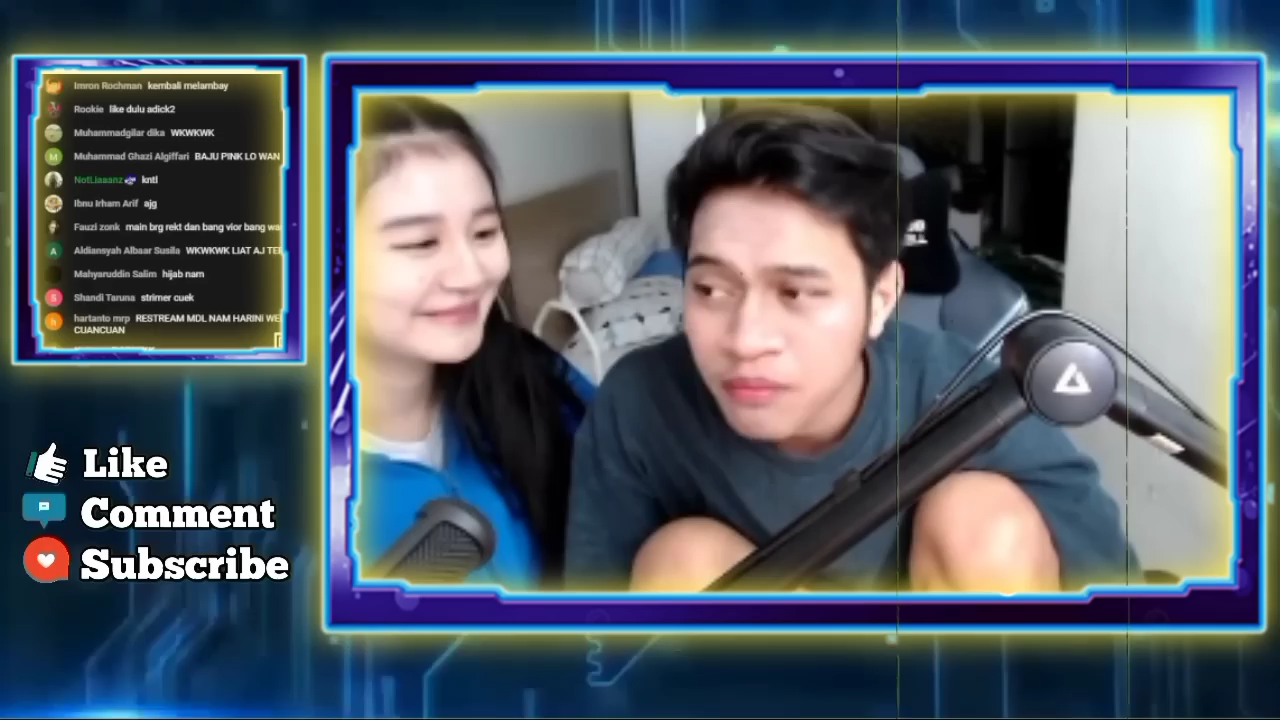 Imron Rochman kembali melambay
Rookie like dulu adick2
Muhammadgilar dika WKWKWK
M Muhammad Ghazi Algiffari BAJU PINK LO WAN
NotLiaaanz kntl
Ibnu Irham Arif ajg
Fauzi zonk main brg rekt dan bang vior bang wa
A Aldiansyah Albaar Susila WKWKWK LIAT AJ TE
Mahyaruddin Salim hijab nam
S Shandi Taruna strimer cuek
h hartanto mrp RESTREAM MDL NAM HARINi WE
CUANCUAN
Like
Comment
Subscribe